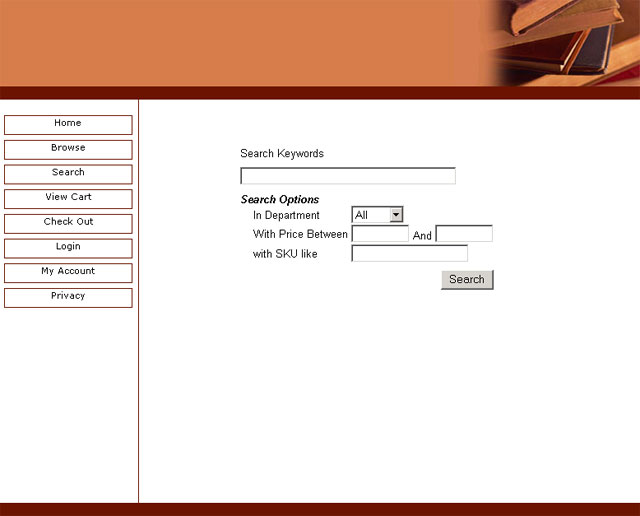 Home
Browse
Search
View Cart
Check Out
Login
My Account
Privacy
Search Keywords
Search Options
In Department All
With Price Between And
with SKU like
Search